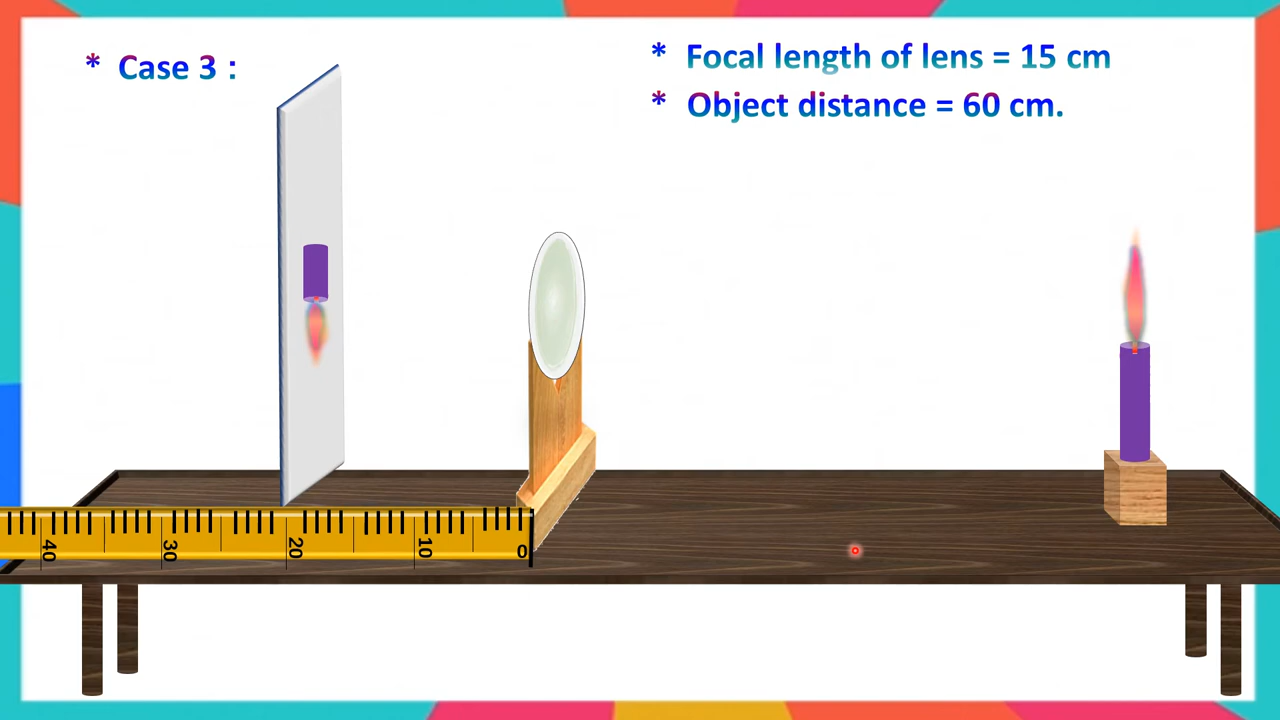 * Case 3 :
* Focal length of lens = 15 cm
* Object distance = 60 cm.
40 30 20 10 0